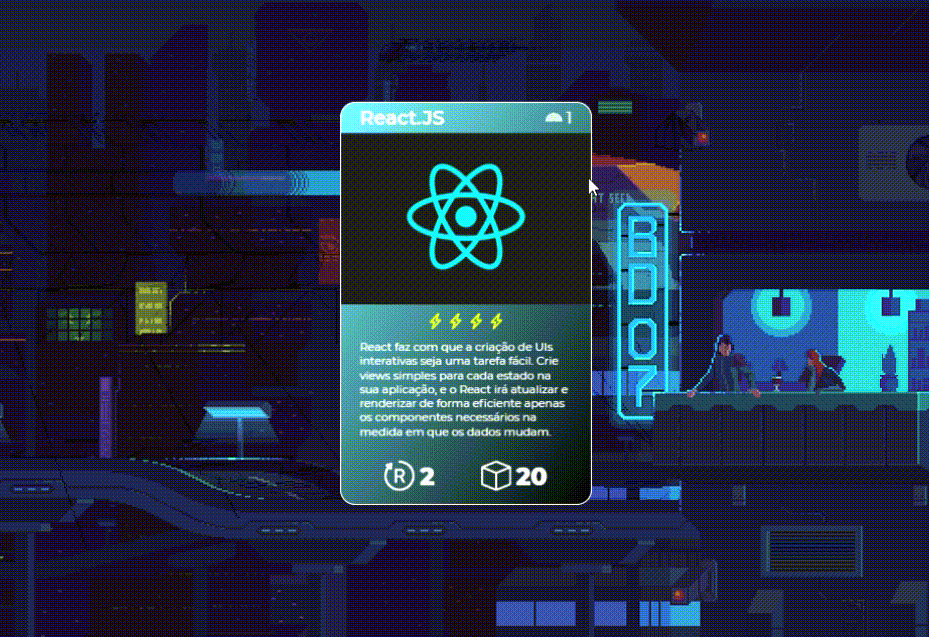 React.JS
1
React faz com que a criação de UIs
interativas seja uma tarefa fácil. Crie
views simples para cada estado na
sua aplicação, e o React irá atualizar e
renderizar de forma eficiente apenas
os componentes necessários na
medida em que os dados mudam.
R 2
20
BD07